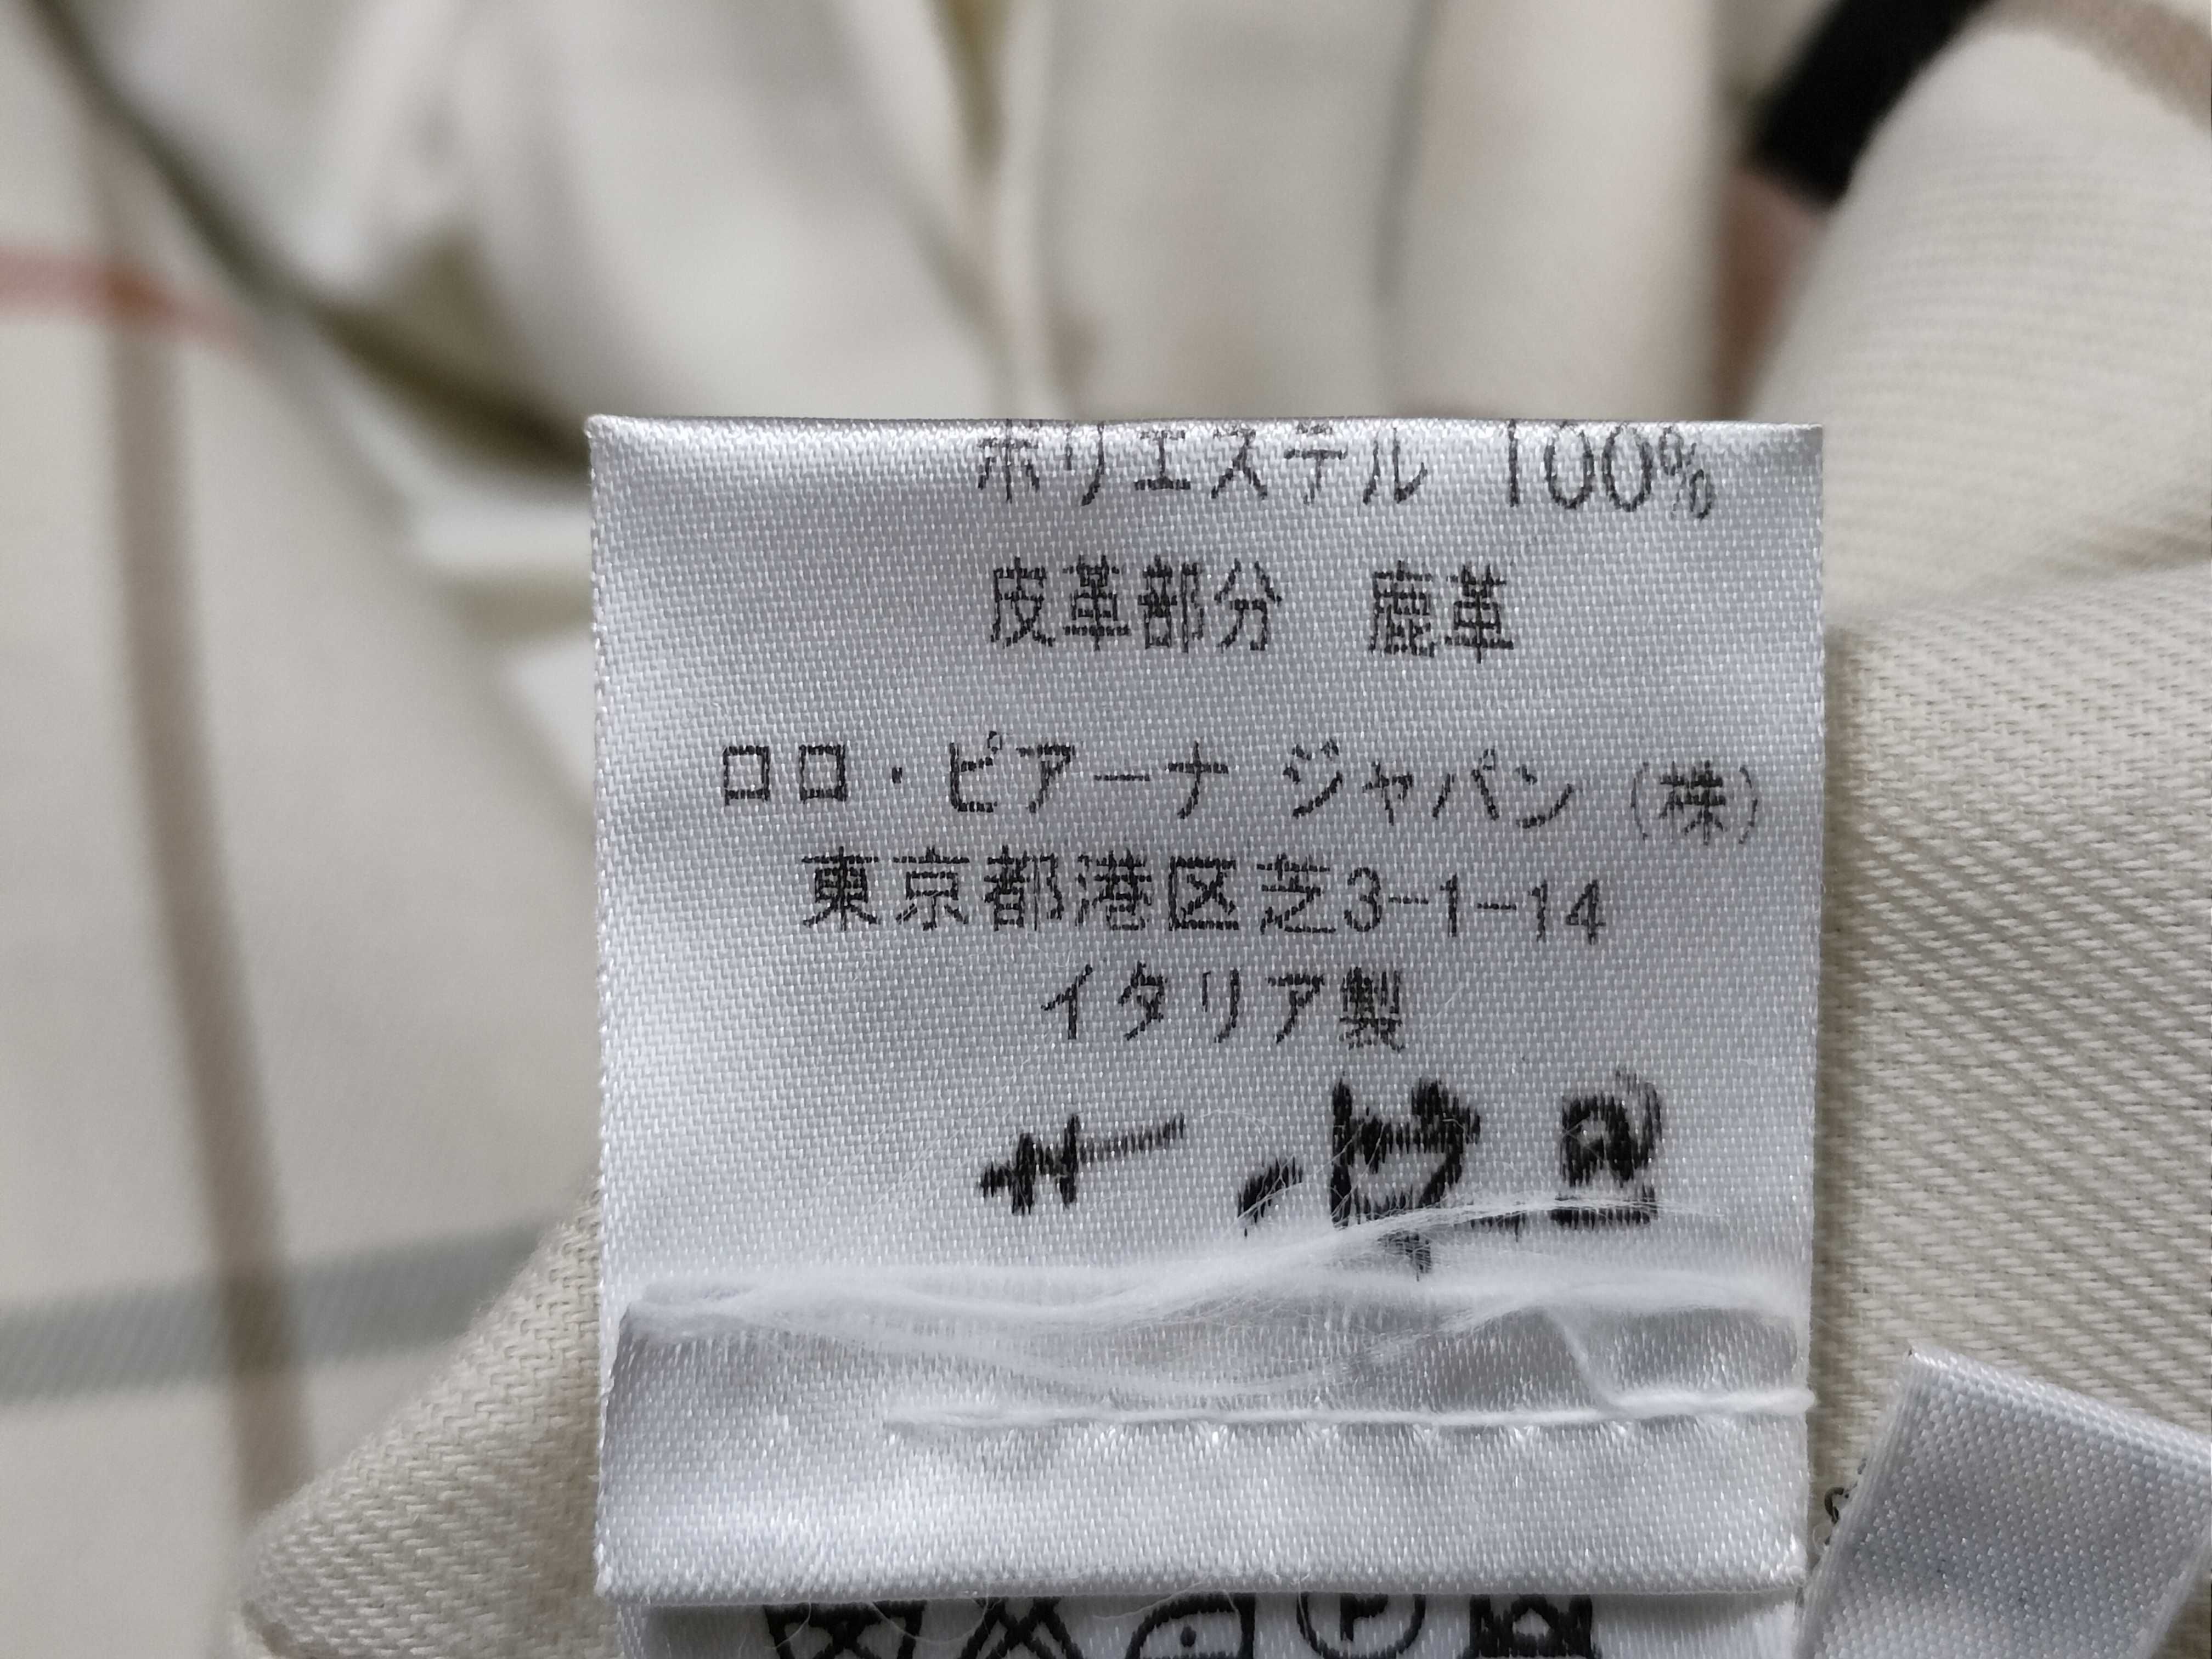 ポリエステル 100%
皮革部分 鹿革
ロロ・ピアーナ ジャパン (株)
東京都港区芝3-1-14
イタリア製